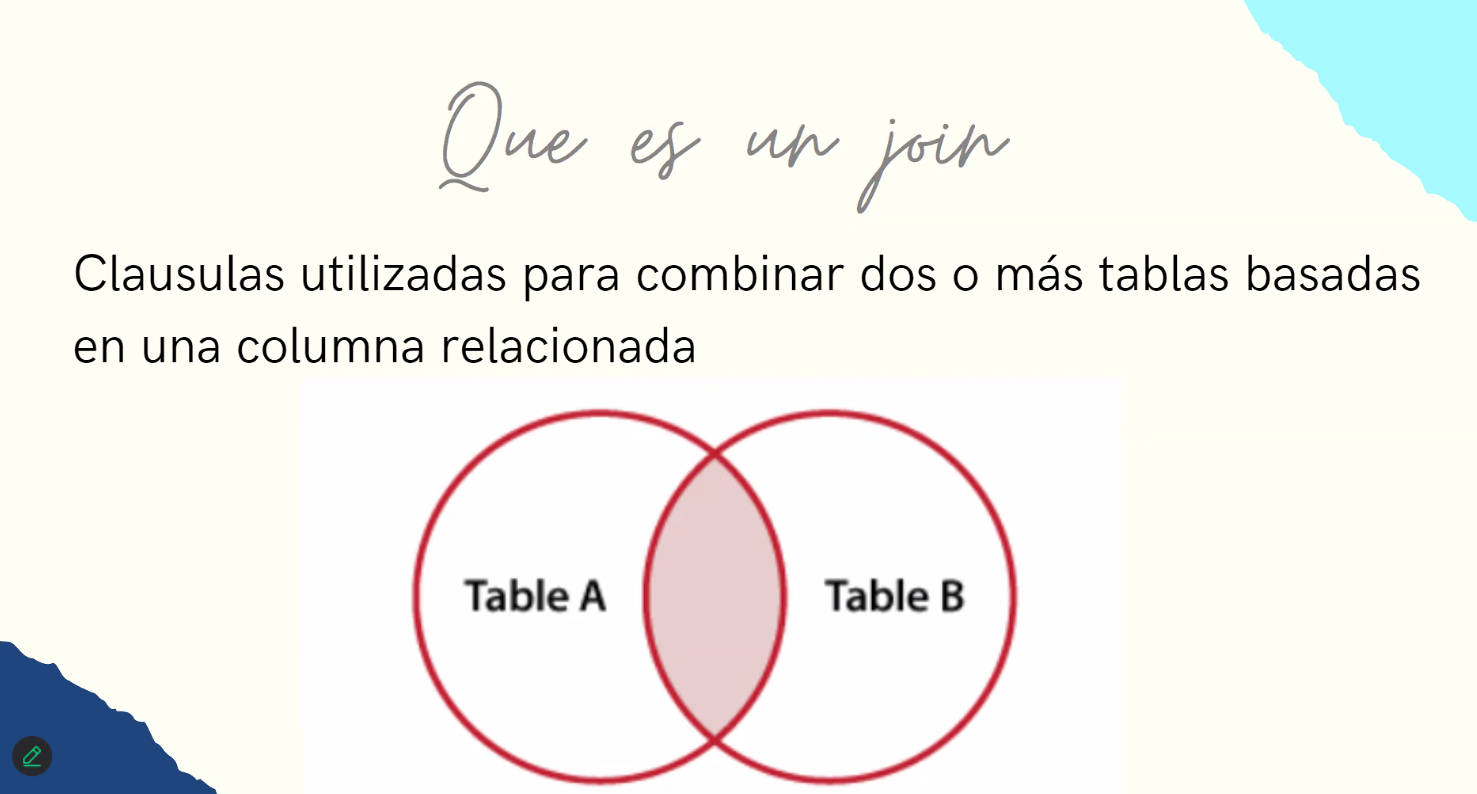 Que es un join
Clausulas utilizadas para combinar dos o más tablas basadas
en una columna relacionada
Table A
Table B